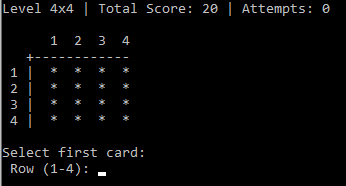 Level 4x4 | Total Score: 20 | Attempts: 0
1 2 3 4
+------------
1 | * * * *
2 | * * * *
3 | * * * *
4 | * * * *
Select first card:
Row (1-4): _